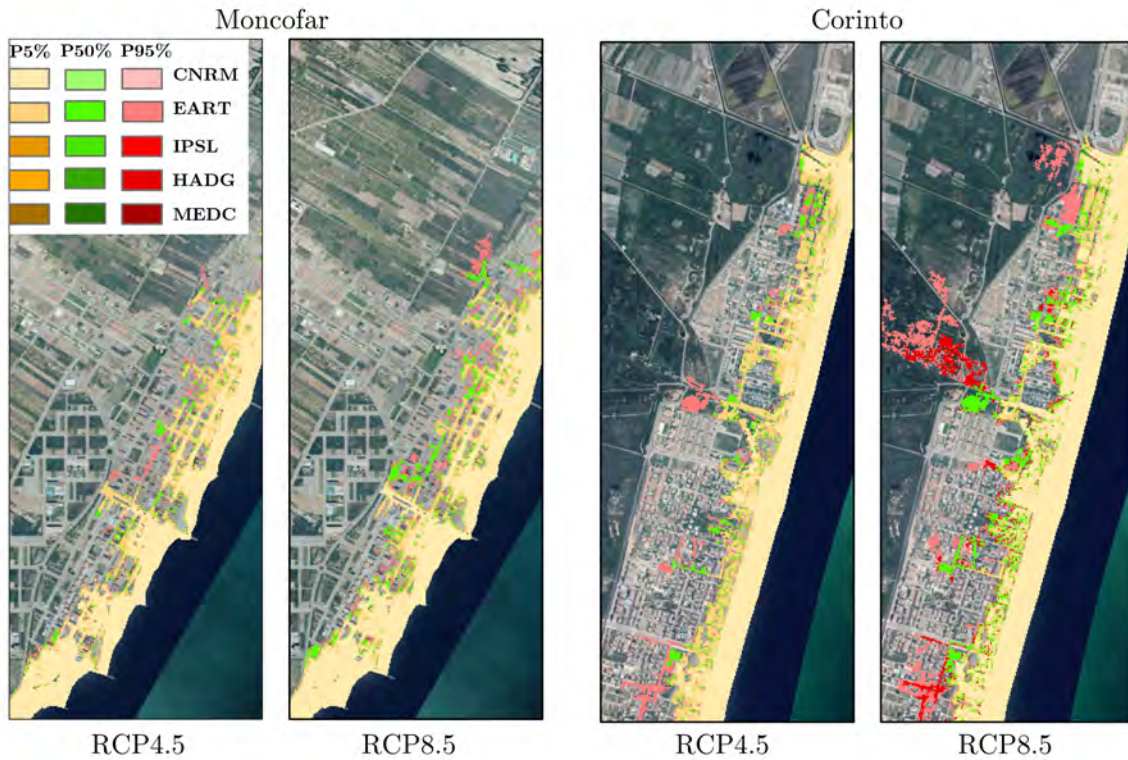 Moncofar Corinto
P5% P50% P95%
CNRM
EART
IPSL
HADG
MEDC
RCP4.5 RCP8.5 RCP4.5 RCP8.5